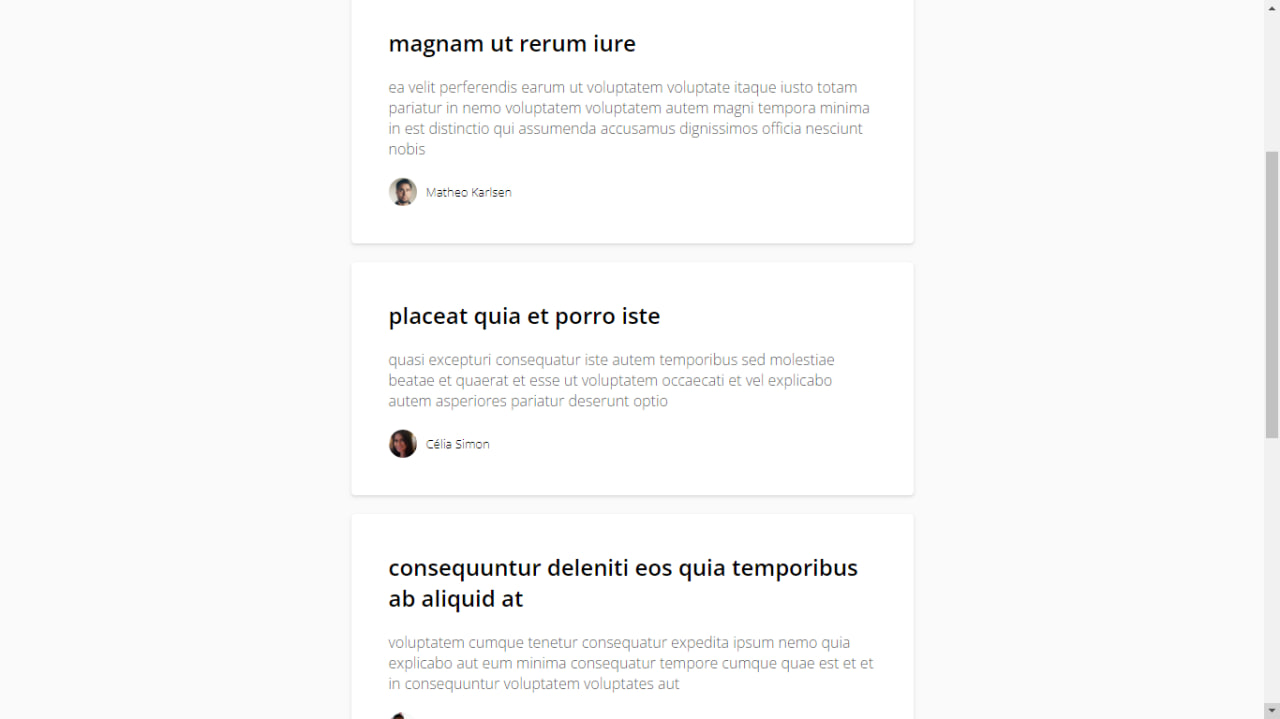 magnam ut rerum iure
ea velit perferendis earum ut voluptatem voluptate itaque iusto totam
pariatur in nemo voluptatem voluptatem autem magni tempora minima
in est distinctio qui assumenda accusamus dignissimos officia nesciunt
nobis
Matheo Karlsen
placeat quia et porro iste
quasi excepturi consequatur iste autem temporibus sed molestiae
beatae et quaerat et esse ut voluptatem occaecati et vel explicabo
autem asperiores pariatur deserunt optio
Célia Simon
consequuntur deleniti eos quia temporibus
ab aliquid at
voluptatem cumque tenetur consequatur expedita ipsum nemo quia
explicabo aut eum minima consequatur tempore cumque quae est et et
in consequuntur voluptatem voluptates aut